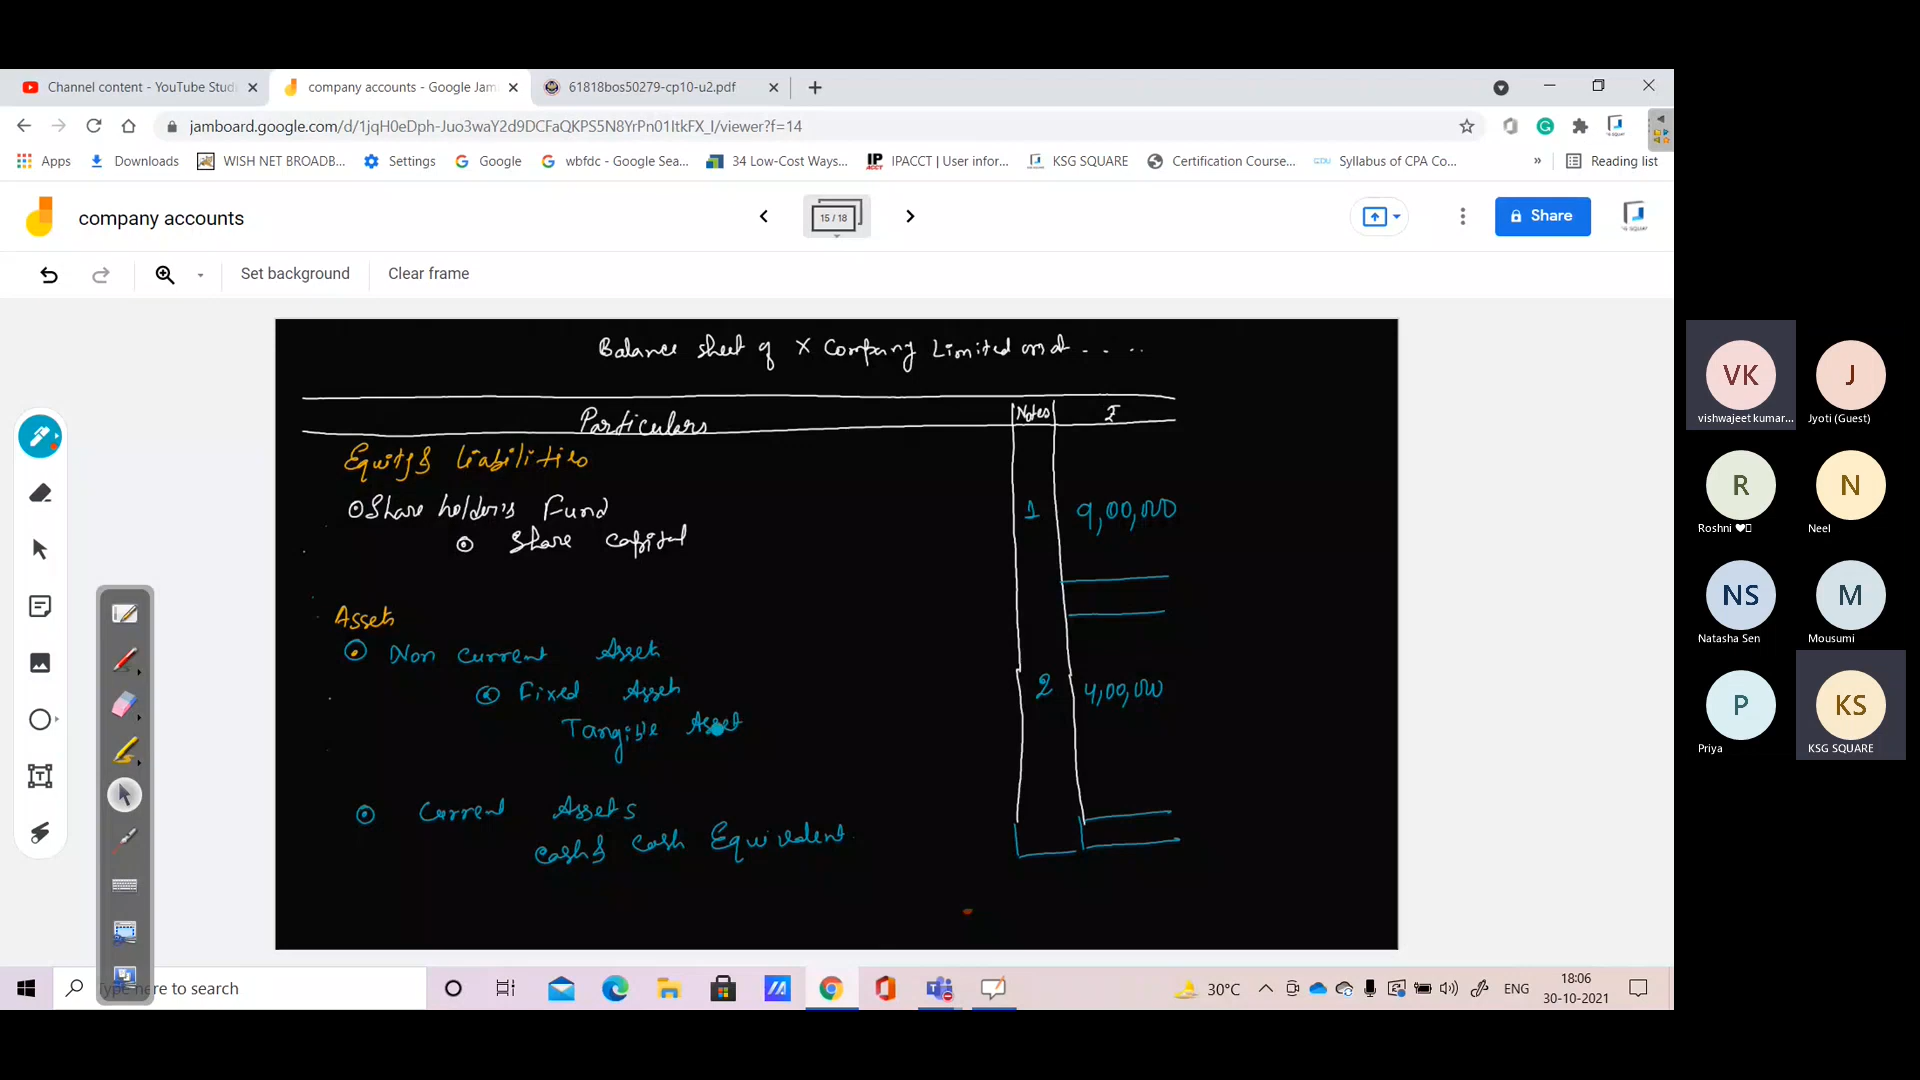 Channel content - YouTube Studi
company accounts - Google Jam
61818bos50279-cp10-u2.pdf
jamboard.google.com/d/1jqH0eDph-Juo3waY2d9DCFaQKPS5N8YrPn01ItkFX_I/viewer?f=14
Apps
Downloads
WISH NET BROADB...
Settings
Google
wbfdc - Google Sea...
34 Low-Cost Ways...
IPACCT | User infor...
KSG SQUARE
Certification Course...
Syllabus of CPA Co...
»
Reading list
company accounts
15 / 18
Share
Set background
Clear frame
Balance sheet of X Company Limited as at . . . .
Particulars Notes ₹
Equity & Liabilities
Share holder's Fund 1 9,00,000
Share capital
Assets
Non Current Asset
Fixed Asset 2 4,00,000
Tangible Asset
Current Assets
Cash & Cash Equivalent
VK
vishwajeet kumar...
J
Jyoti (Guest)
R
Roshni
N
Neel
NS
Natasha Sen
M
Mousumi
P
Priya
KS
KSG SQUARE
Type here to search
30°C
ENG
18:06
30-10-2021